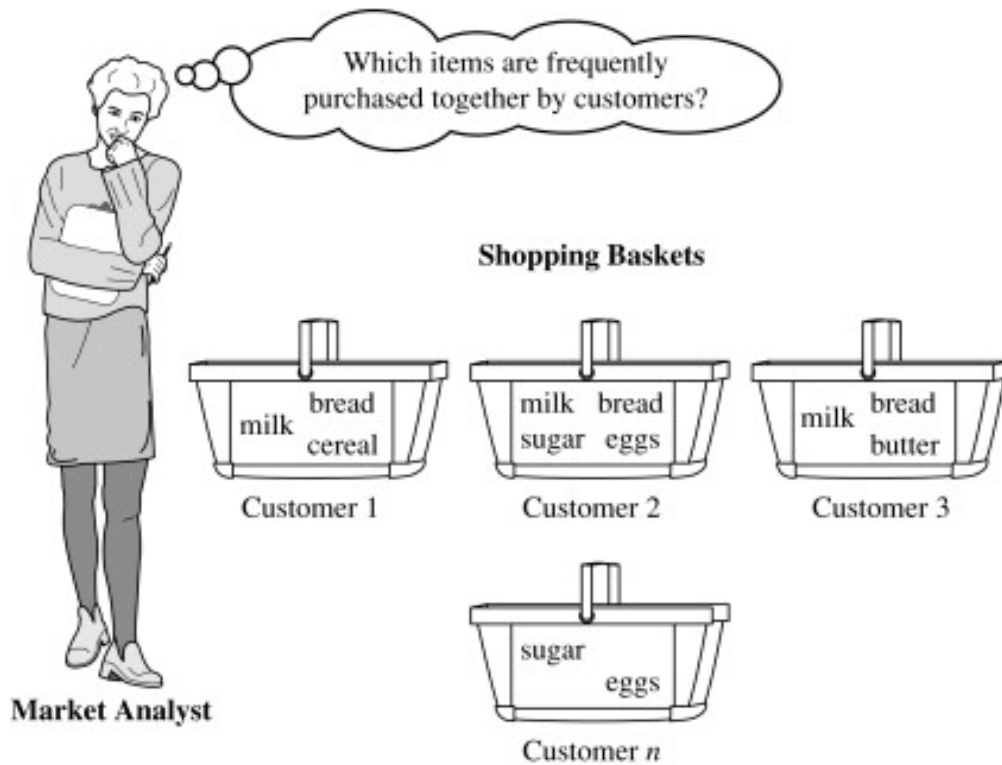 Which items are frequently
purchased together by customers?
Shopping Baskets
milk
bread
cereal
Customer 1
milk bread
sugar eggs
Customer 2
milk
bread
butter
Customer 3
sugar
eggs
Customer n
Market Analyst